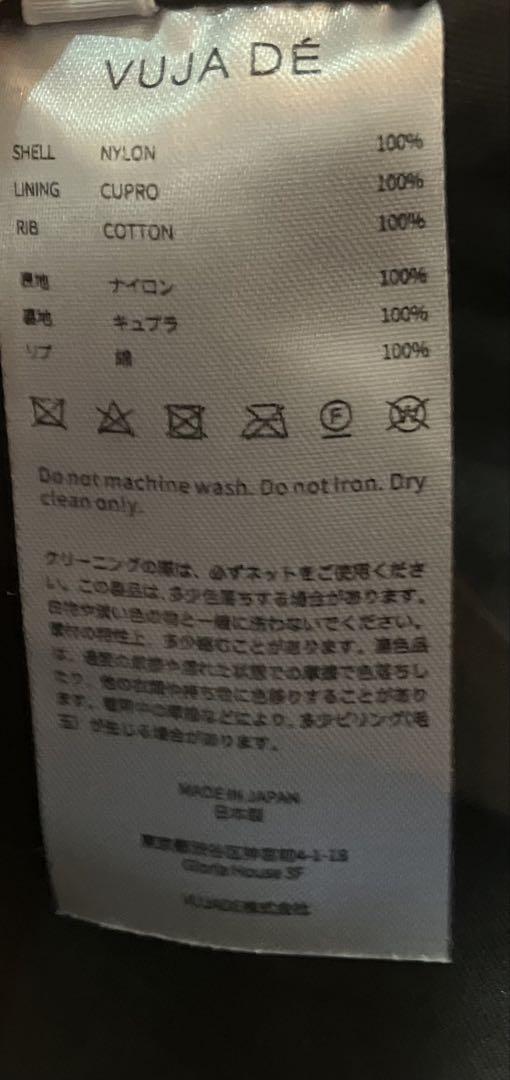 VUJA DÉ
SHELL NYLON 100%
LINING CUPRO 100%
RIB COTTON 100%
表地 ナイロン 100%
裏地 キュプラ 100%
リブ 綿 100%
F W
Do not machine wash. Do not iron. Dry
clean only.
クリーニングの際は、必ずネットをご使用くださ
い。この商品は、多少色落ちする場合があります。
白物や淡い色の物と一緒に洗わないでください。
素材の特性上、多少縮むことがあります。濃色品
は、過度の摩擦や濡れた状態での摩擦で色落ちし
たり、他の衣類や持ち物に色移りすることがあり
ます。着用中の摩擦などにより、多少ピリング(毛
玉)が生じる場合があります。
MADE IN JAPAN
日本製
東京都渋谷区神宮前4-1-18
Gloria House 3F
VUJADE株式会社